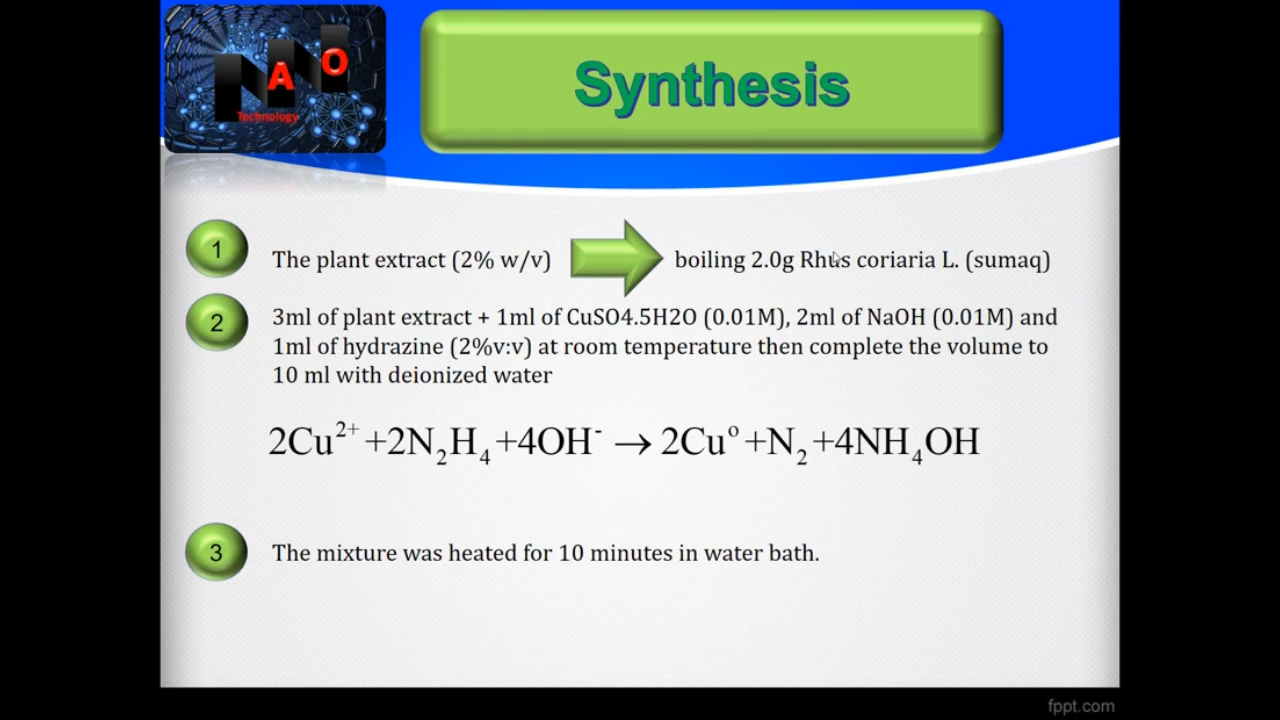 NANO
Technology
Synthesis
1
The plant extract (2% w/v)
boiling 2.0g Rhus coriaria L. (sumaq)
2
3ml of plant extract + 1ml of CuSO4.5H2O (0.01M), 2ml of NaOH (0.01M) and
1ml of hydrazine (2%v:v) at room temperature then complete the volume to
10 ml with deionized water
2Cu²⁺ +2N₂H₄+4OH⁻ → 2Cuº +N₂+4NH₄OH
3
The mixture was heated for 10 minutes in water bath.
fppt.com